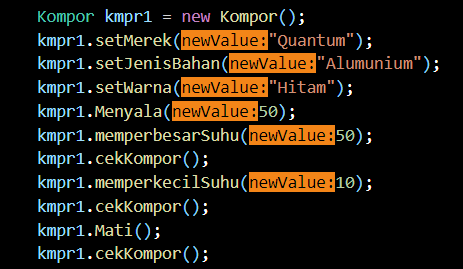 Kompor kmpr1 = new Kompor();
kmpr1.setMerek(newValue:"Quantum");
kmpr1.setJenisBahan(newValue:"Alumunium");
kmpr1.setWarna(newValue:"Hitam");
kmpr1.Menyala(50);
kmpr1.memperbesarSuhu(newValue:50);
kmpr1.cekKompor();
kmpr1.memperkecilSuhu(newValue:10);
kmpr1.cekKompor();
kmpr1.Mati();
kmpr1.cekKompor();